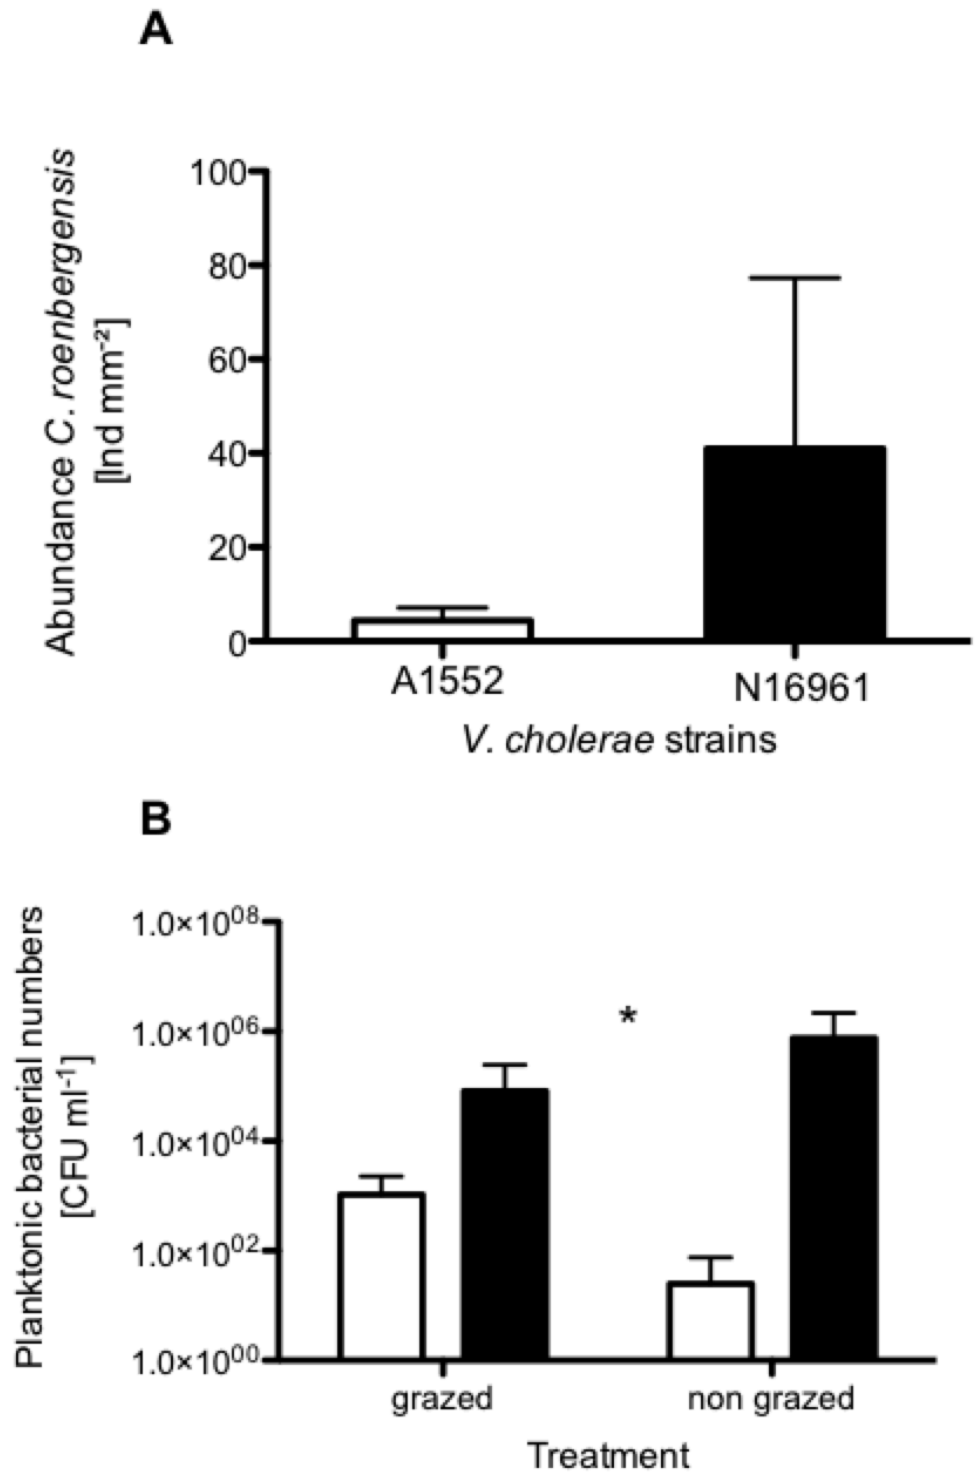 A
Abundance C. roenbergensis
[Ind mm⁻²]
100
80
60
40
20
0
A1552
N16961
V. cholerae strains
B
Planktonic bacterial numbers
[CFU ml⁻¹]
1.0×10⁰⁸
1.0×10⁰⁶
1.0×10⁰⁴
1.0×10⁰²
1.0×10⁰⁰
*
grazed
non grazed
Treatment